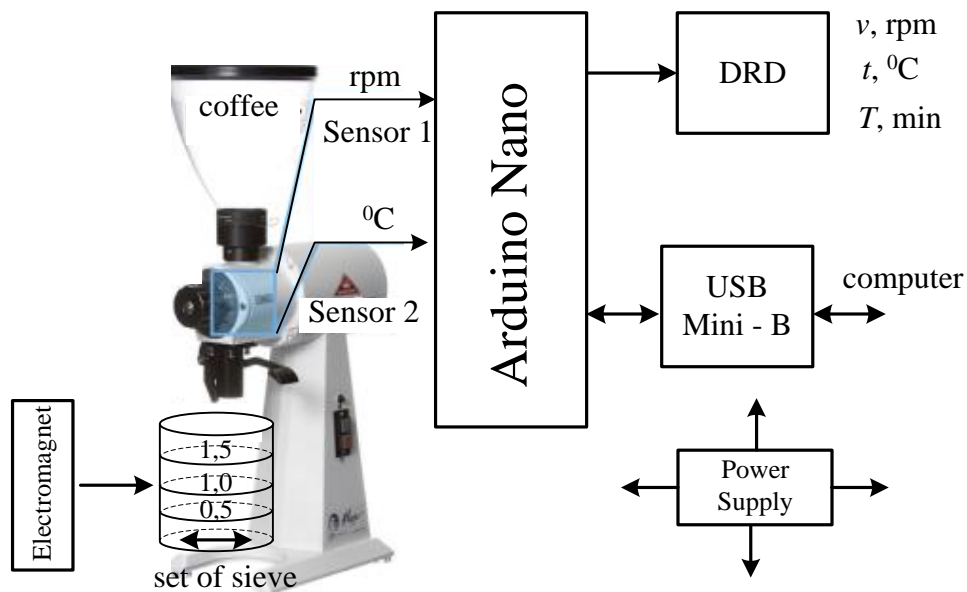 coffee
rpm
Sensor 1
⁰C
Sensor 2
Arduino Nano
DRD
v, rpm
t, ⁰C
T, min
USB
Mini - B
computer
Power
Supply
Electromagnet
1,5
1,0
0,5
set of sieve